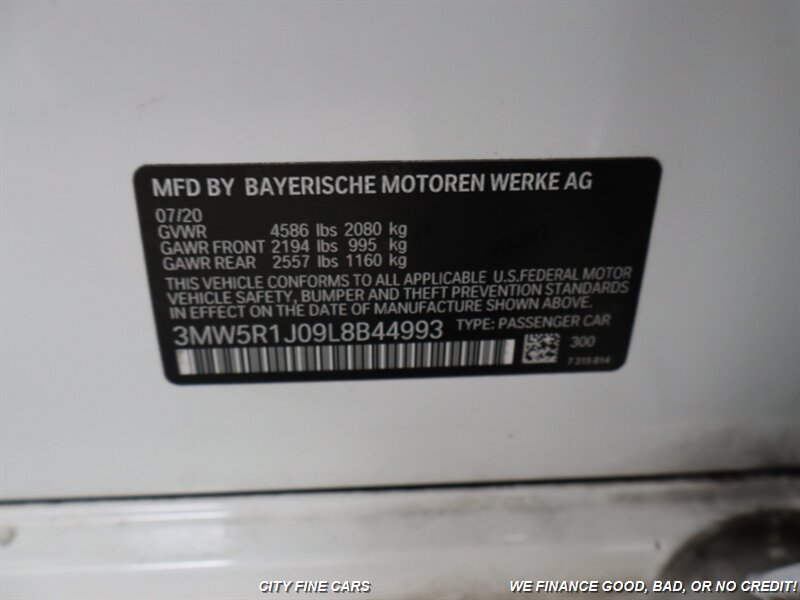 MFD BY BAYERISCHE MOTOREN WERKE AG
07/20
GVWR 4586 lbs 2080 kg
GAWR FRONT 2194 lbs 995 kg
GAWR REAR 2557 lbs 1160 kg
THIS VEHICLE CONFORMS TO ALL APPLICABLE U.S.FEDERAL MOTOR
VEHICLE SAFETY, BUMPER AND THEFT PREVENTION STANDARDS
IN EFFECT ON THE DATE OF MANUFACTURE SHOWN ABOVE.
3MW5R1J09L8B44993 TYPE: PASSENGER CAR
300
7 315 614
CITY FINE CARS WE FINANCE GOOD, BAD, OR NO CREDIT!